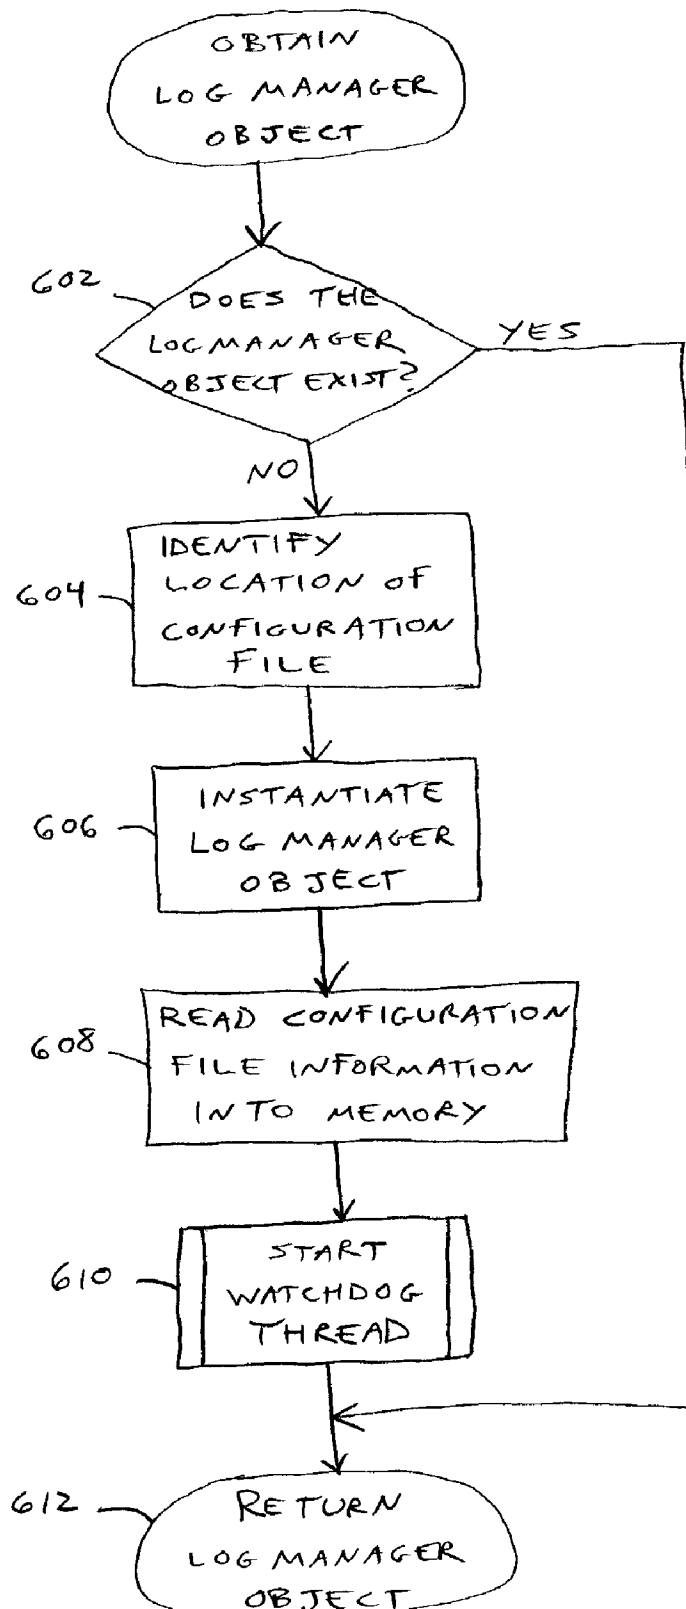 OBTAIN
LOG MANAGER
OBJECT
602
DOES THE
LOGMANAGER
OBJECT EXIST?
YES
NO
604
IDENTIFY
LOCATION OF
CONFIGURATION
FILE
606
INSTANTIATE
LOG MANAGER
OBJECT
608
READ CONFIGURATION
FILE INFORMATION
INTO MEMORY
610
START
WATCHDOG
THREAD
612
RETURN
LOG MANAGER
OBJECT